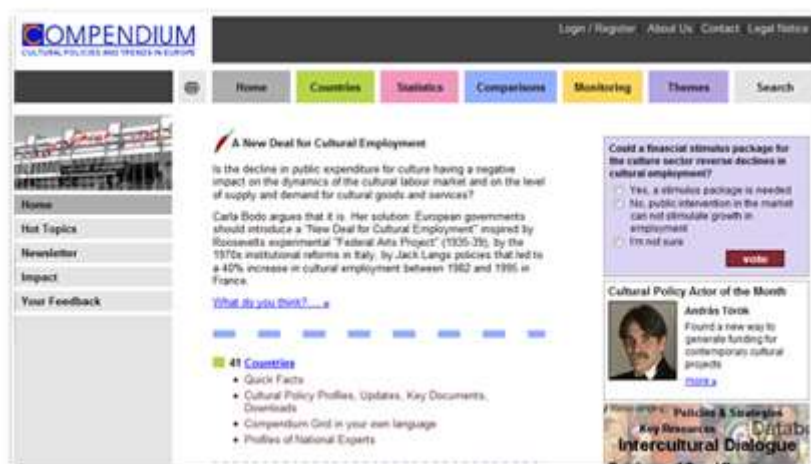 COMPENDIUM
CULTURAL POLICIES AND TRENDS IN EUROPE
Login / Register About Us Contact Legal Notice
Home Countries Statistics Comparisons Monitoring Themes Search
Home
Hot Topics
Newsletter
Impact
Your Feedback
A New Deal for Cultural Employment
Is the decline in public expenditure for culture having a negative
impact on the dynamics of the cultural labour market and on the level
of supply and demand for cultural goods and services?
Carla Bodo argues that it is. Her solution: European governments
should introduce a "New Deal for Cultural Employment" inspired by
Roosevelts experimental "Federal Arts Project" (1935-39), by the
1970s institutional reforms in Italy, by Jack Langs policies that led to
a 40% increase in cultural employment between 1982 and 1995 in
France.
What do you think? ... »
41 Countries
Quick Facts
Cultural Policy Profiles, Updates, Key Documents,
Downloads
Compendium Grid in your own language
Profiles of National Experts
Could a financial stimulus package for
the culture sector reverse declines in
cultural employment?
Yes, a stimulus package is needed
No, public intervention in the market
can not stimulate growth in
employment
I'm not sure
vote
Cultural Policy Actor of the Month
András Török
Found a new way to
generate funding for
contemporary cultural
projects
more »
Policies & Strategies
Key Resources Databa
Intercultural Dialogue